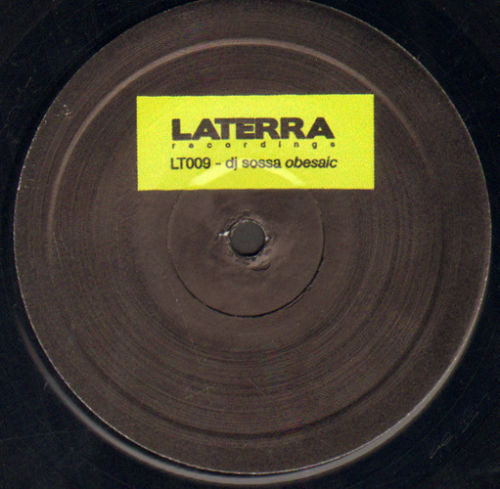 LATERRA
recordings
LT009 - dj sossa obesaic